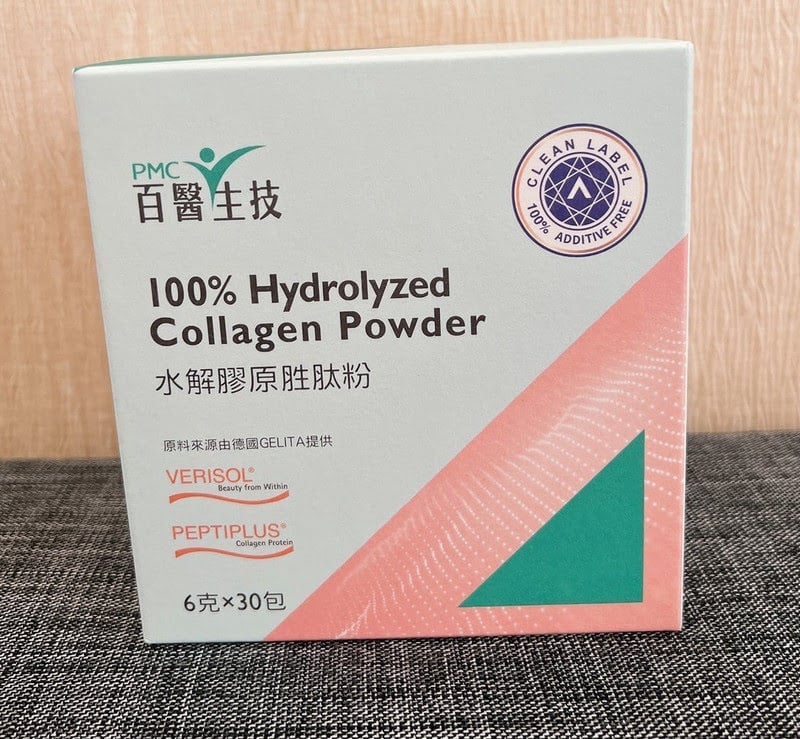 PMC
百醫生技
CLEAN LABEL
100% ADDITIVE FREE
100% Hydrolyzed
Collagen Powder
水解膠原胜肽粉
原料來源由德國GELITA提供
VERISOL®
Beauty from Within
PEPTIPLUS®
Collagen Protein
6克×30包